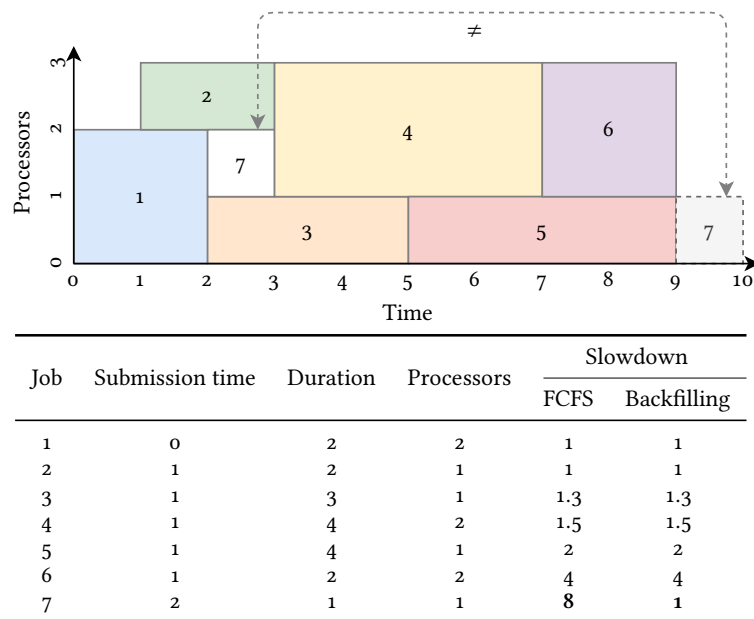 ≠
3
2
4
6
2
7
1
1
3
5
7
0
Processors
0 1 2 3 4 5 6 7 8 9 10
Time
Slowdown
Job Submission time Duration Processors
FCFS Backfilling
1 0 2 2 1 1
2 1 2 1 1 1
3 1 3 1 1.3 1.3
4 1 4 2 1.5 1.5
5 1 4 1 2 2
6 1 2 2 4 4
7 2 1 1 8 1